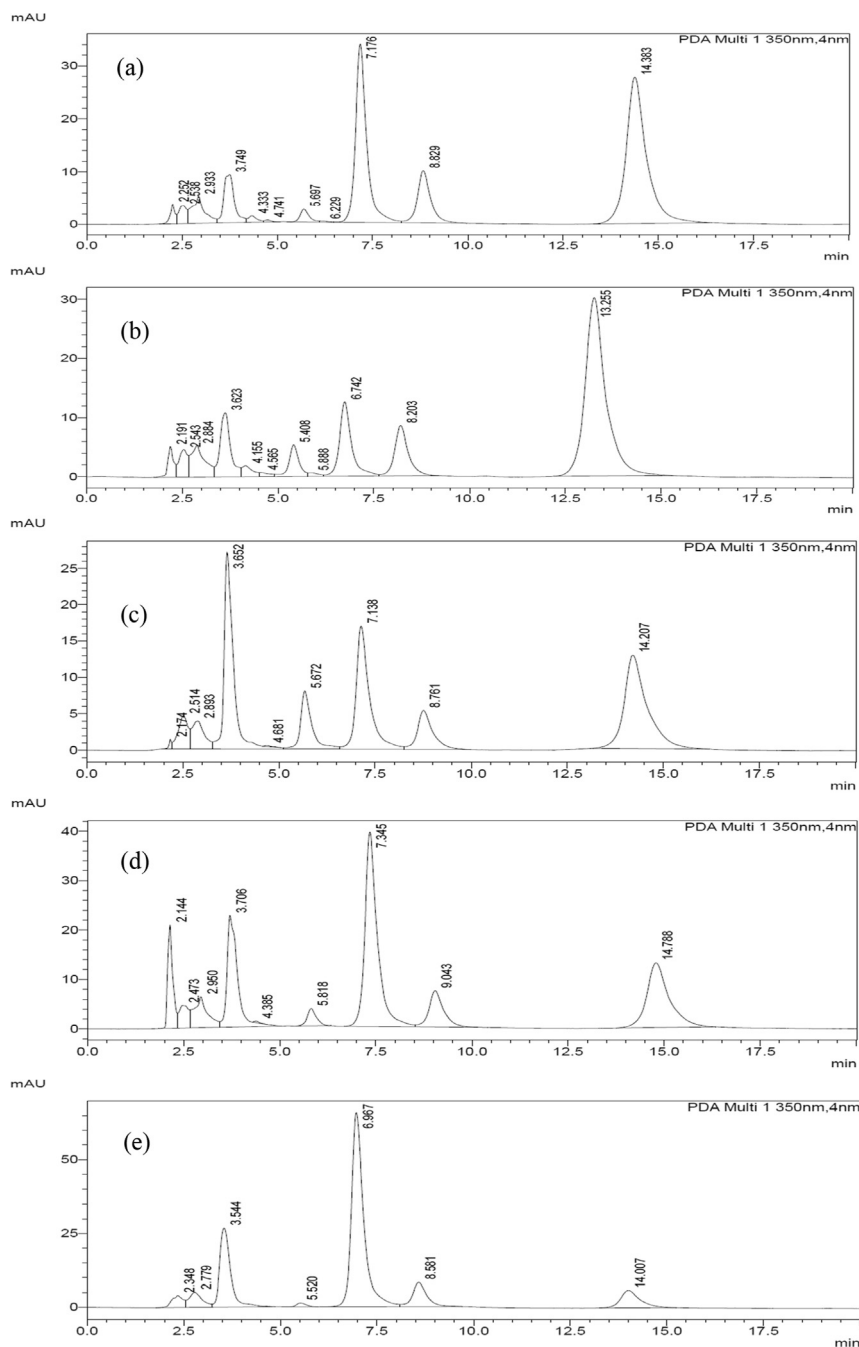 mAU
PDA Multi 1 350nm,4nm
(a)
30
20
10
0
2.252
2.538
2.933
3.749
4.333
4.741
5.697
6.229
7.176
8.829
14.383
0.0 2.5 5.0 7.5 10.0 12.5 15.0 17.5
min
mAU
PDA Multi 1 350nm,4nm
(b)
30
20
10
0
2.191
2.543
2.884
3.623
4.155
4.565
5.408
5.888
6.742
8.203
13.255
0.0 2.5 5.0 7.5 10.0 12.5 15.0 17.5
min
mAU
PDA Multi 1 350nm,4nm
(c)
25
20
15
10
5
0
2.174
2.514
2.893
3.652
4.681
5.672
7.138
8.761
14.207
0.0 2.5 5.0 7.5 10.0 12.5 15.0 17.5
min
mAU
PDA Multi 1 350nm,4nm
(d)
40
30
20
10
0
2.144
2.473
2.950
3.706
4.385
5.818
7.345
9.043
14.788
0.0 2.5 5.0 7.5 10.0 12.5 15.0 17.5
min
mAU
PDA Multi 1 350nm,4nm
(e)
50
25
0
2.348
2.779
3.544
5.520
6.967
8.581
14.007
0.0 2.5 5.0 7.5 10.0 12.5 15.0 17.5
min